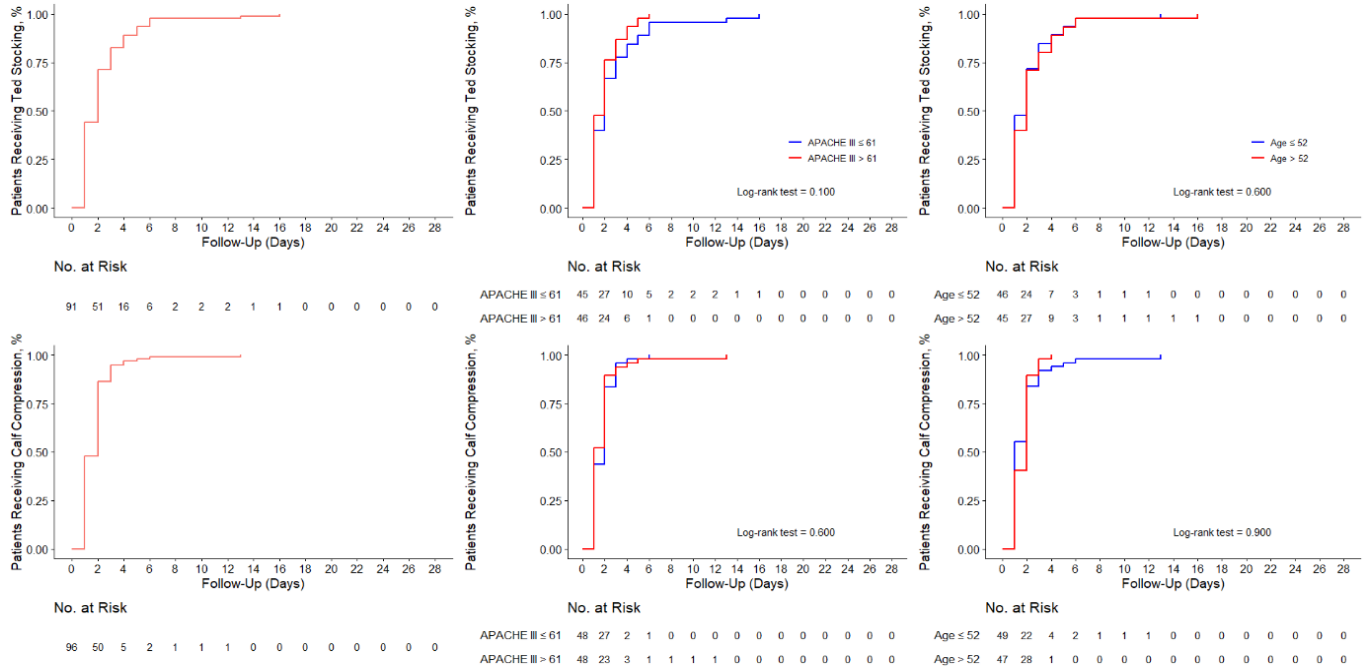 Patients Receiving Ted Stocking, %
1.00
0.75
0.50
0.25
0.00
0 2 4 6 8 10 12 14 16 18 20 22 24 26 28
Follow-Up (Days)
No. at Risk
91 51 16 6 2 2 2 1 1 0 0 0 0 0 0
Patients Receiving Ted Stocking, %
1.00
0.75
0.50
0.25
0.00
APACHE III ≤ 61
APACHE III > 61
Log-rank test = 0.100
0 2 4 6 8 10 12 14 16 18 20 22 24 26 28
Follow-Up (Days)
No. at Risk
APACHE III ≤ 61 45 27 10 5 2 2 2 1 1 0 0 0 0 0 0
APACHE III > 61 46 24 6 1 0 0 0 0 0 0 0 0 0 0 0
Patients Receiving Ted Stocking, %
1.00
0.75
0.50
0.25
0.00
Age ≤ 52
Age > 52
Log-rank test = 0.600
0 2 4 6 8 10 12 14 16 18 20 22 24 26 28
Follow-Up (Days)
No. at Risk
Age ≤ 52 46 24 7 3 1 1 1 0 0 0 0 0 0 0 0
Age > 52 45 27 9 3 1 1 1 1 1 0 0 0 0 0 0
Patients Receiving Calf Compression, %
1.00
0.75
0.50
0.25
0.00
0 2 4 6 8 10 12 14 16 18 20 22 24 26 28
Follow-Up (Days)
No. at Risk
96 50 5 2 1 1 1 0 0 0 0 0 0 0 0
Patients Receiving Calf Compression, %
1.00
0.75
0.50
0.25
0.00
Log-rank test = 0.600
0 2 4 6 8 10 12 14 16 18 20 22 24 26 28
Follow-Up (Days)
No. at Risk
APACHE III ≤ 61 48 27 2 1 0 0 0 0 0 0 0 0 0 0 0
APACHE III > 61 48 23 3 1 1 1 1 0 0 0 0 0 0 0 0
Patients Receiving Calf Compression, %
1.00
0.75
0.50
0.25
0.00
Log-rank test = 0.900
0 2 4 6 8 10 12 14 16 18 20 22 24 26 28
Follow-Up (Days)
No. at Risk
Age ≤ 52 49 22 4 2 1 1 1 0 0 0 0 0 0 0 0
Age > 52 47 28 1 0 0 0 0 0 0 0 0 0 0 0 0